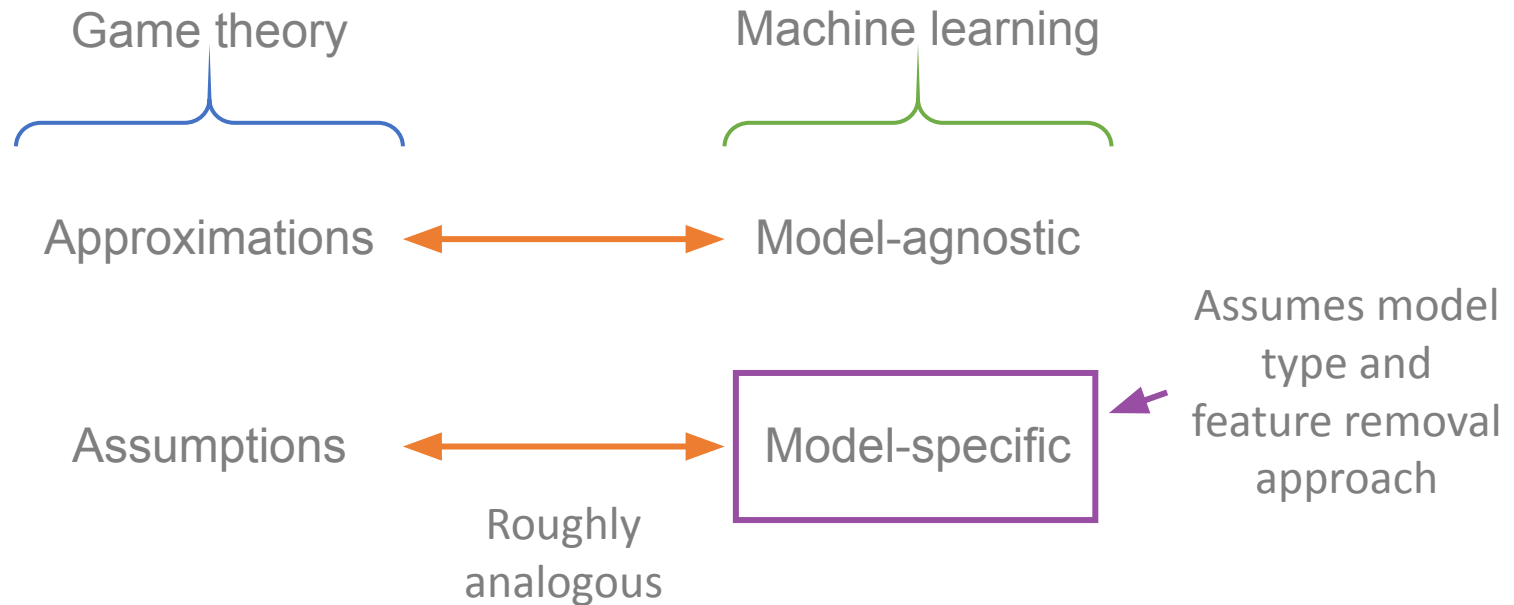 Game theory
Machine learning
Approximations
Model-agnostic
Assumptions
Model-specific
Assumes model
type and
feature removal
approach
Roughly
analogous